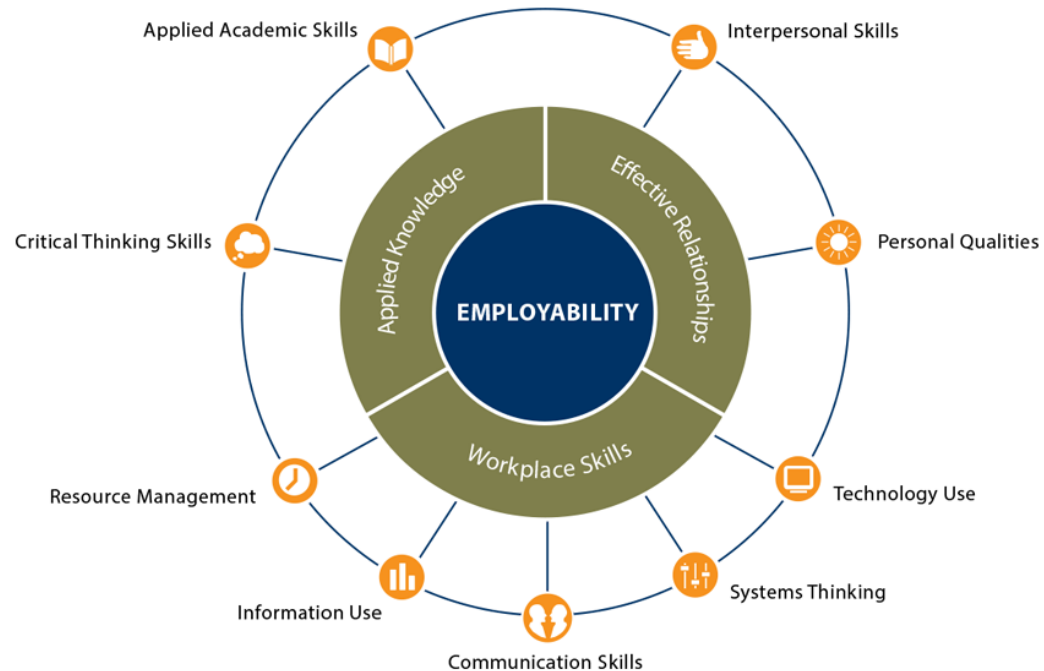 Applied Academic Skills
Interpersonal Skills
Applied Knowledge
Effective Relationships
Critical Thinking Skills
Personal Qualities
EMPLOYABILITY
Workplace Skills
Resource Management
Technology Use
Information Use
Systems Thinking
Communication Skills